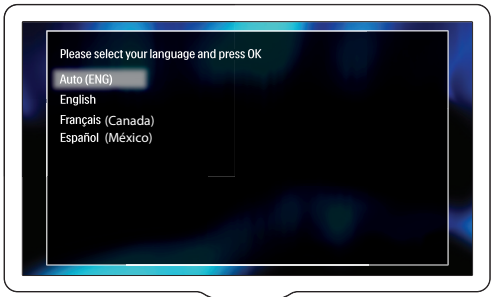 Please select your language and press OK
Auto (ENG)
English
Français (Canada)
Español (México)